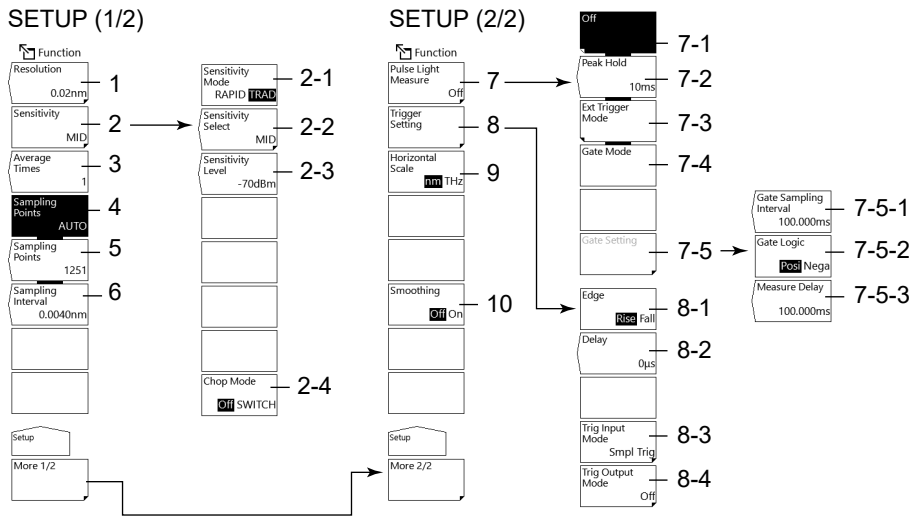 SETUP (1/2)
Function
Resolution
0.02nm
1
Sensitivity
MID
2
Average
Times
1
3
Sampling
Points
AUTO
4
Sampling
Points
1251
5
Sampling
Interval
0.0040nm
6
Setup
More 1/2
Sensitivity
Mode
RAPID TRAD
2-1
Sensitivity
Select
MID
2-2
Sensitivity
Level
-70dBm
2-3
Chop Mode
Off SWITCH
2-4
SETUP (2/2)
Function
Pulse Light
Measure
Off
7
Trigger
Setting
8
Horizontal
Scale
nm THz
9
Smoothing
Off On
10
Setup
More 2/2
Off
7-1
Peak Hold
10ms
7-2
Ext Trigger
Mode
7-3
Gate Mode
7-4
Gate Setting
7-5
Gate Sampling
Interval
100.000ms
7-5-1
Gate Logic
Posi Nega
7-5-2
Measure Delay
100.000ms
7-5-3
Edge
Rise Fall
8-1
Delay
0µs
8-2
Trig Input
Mode
Smpl Trig
8-3
Trig Output
Mode
Off
8-4